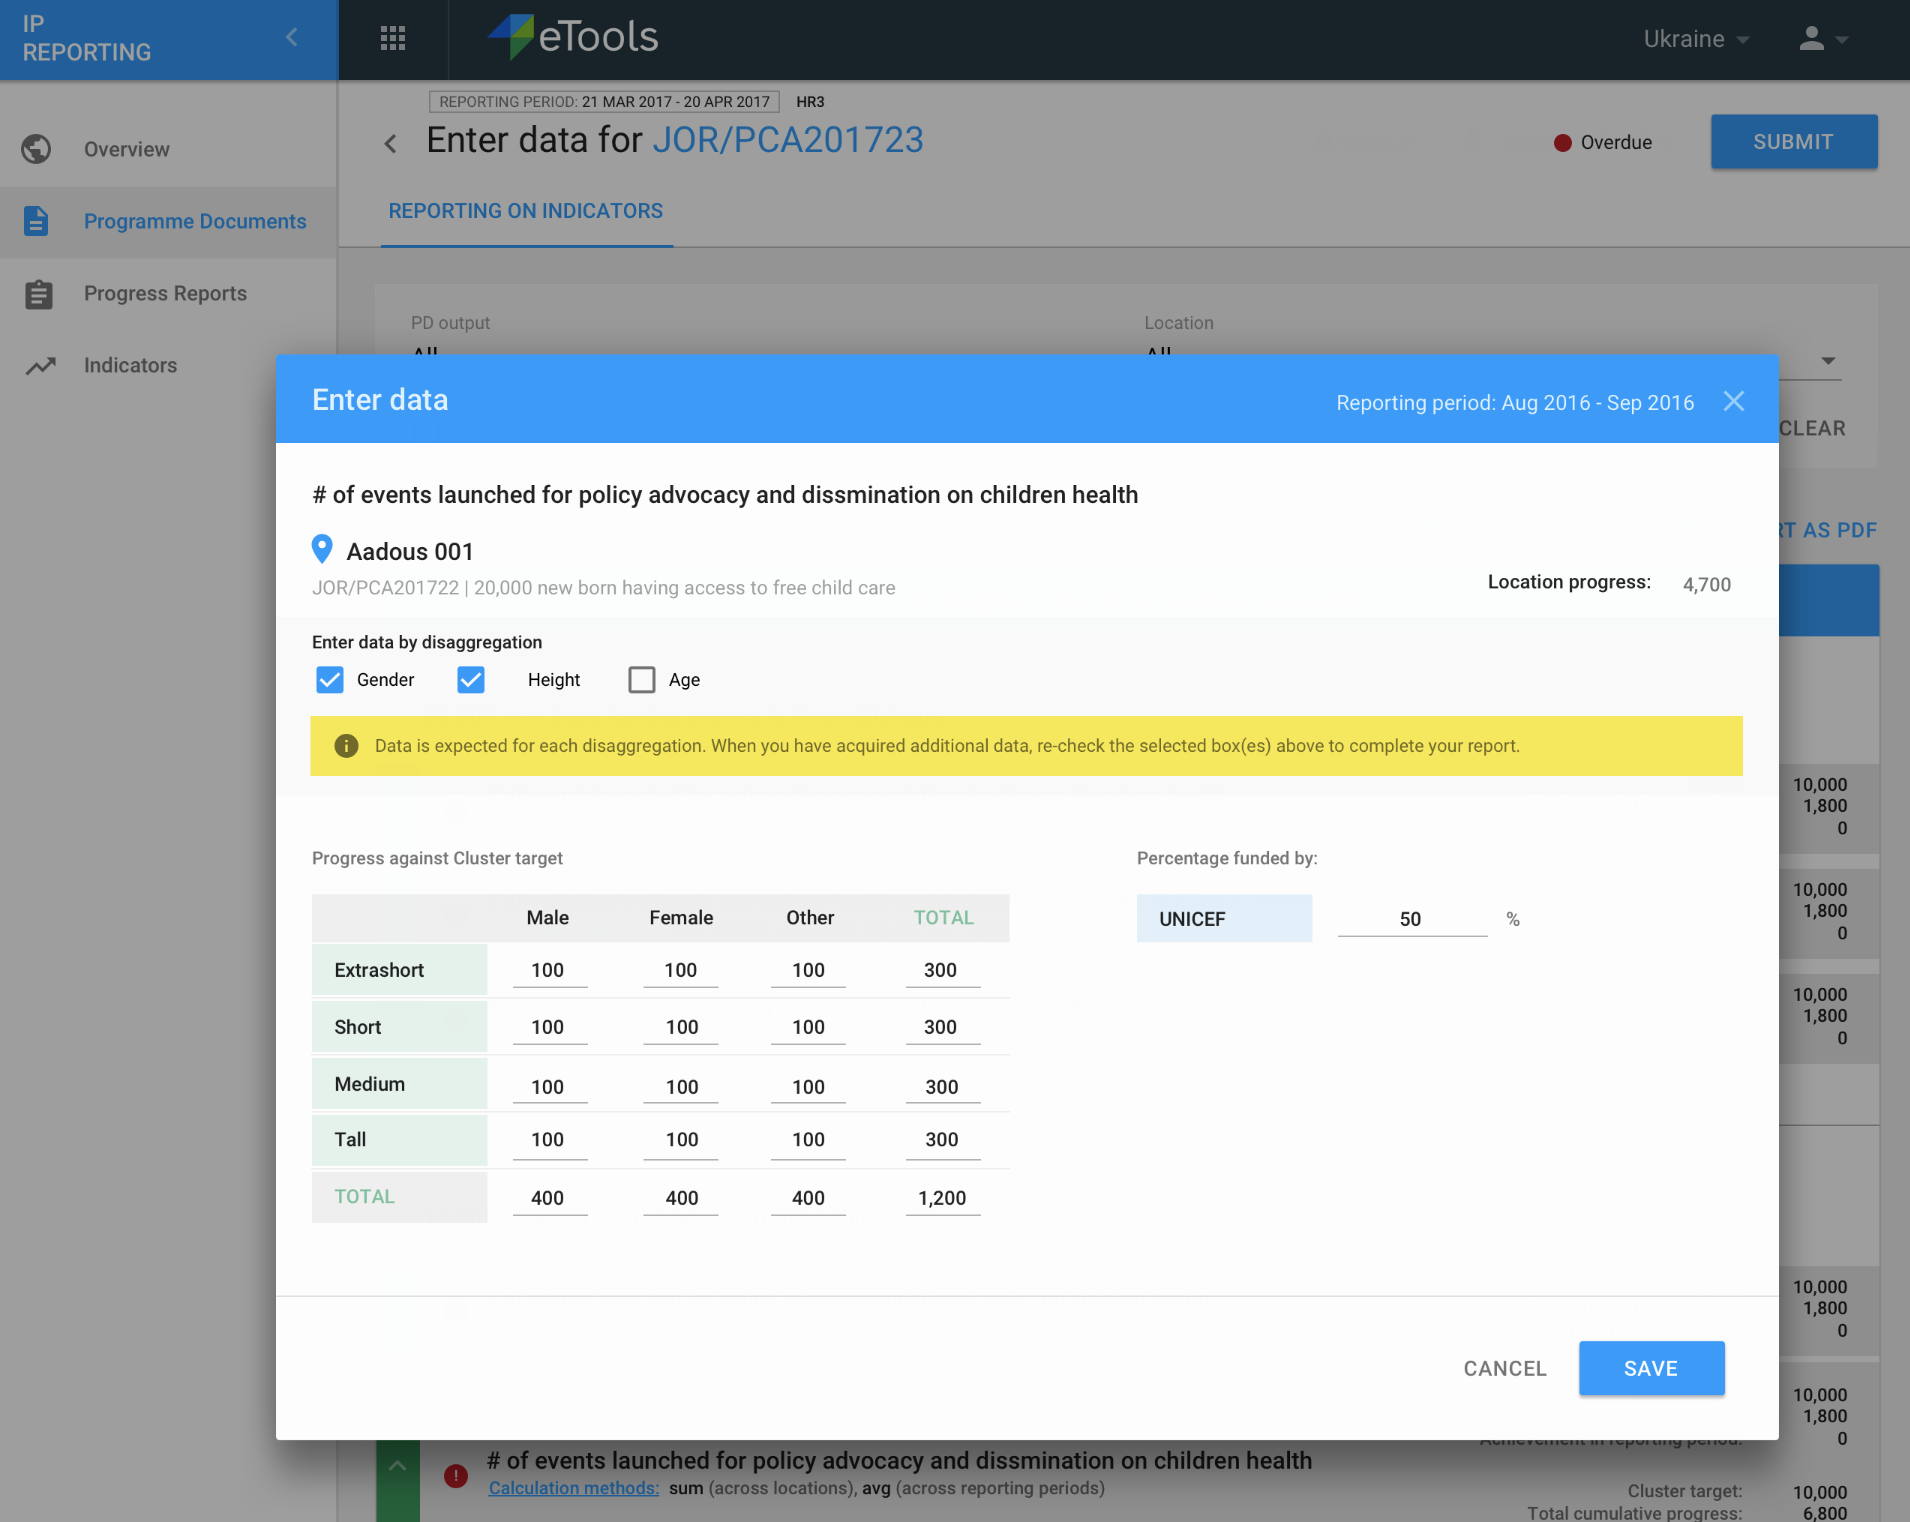 IP
REPORTING
eTools
Ukraine
Overview
Programme Documents
Progress Reports
Indicators
REPORTING PERIOD: 21 MAR 2017 - 20 APR 2017 HR3
Enter data for JOR/PCA201723
Overdue
SUBMIT
REPORTING ON INDICATORS
PD output
All
Location
All
CLEAR
RT AS PDF
Enter data
Reporting period: Aug 2016 - Sep 2016
# of events launched for policy advocacy and dissmination on children health
Aadous 001
JOR/PCA201722 | 20,000 new born having access to free child care
Location progress: 4,700
Enter data by disaggregation
Gender Height Age
Data is expected for each disaggregation. When you have acquired additional data, re-check the selected box(es) above to complete your report.
Progress against Cluster target
Male Female Other TOTAL
Extrashort 100 100 100 300
Short 100 100 100 300
Medium 100 100 100 300
Tall 100 100 100 300
TOTAL 400 400 400 1,200
Percentage funded by:
UNICEF 50 %
CANCEL
SAVE
10,000
1,800
0
10,000
1,800
0
10,000
1,800
0
10,000
1,800
0
10,000
1,800
Achievement in reporting period: 0
# of events launched for policy advocacy and dissmination on children health
Calculation methods: sum (across locations), avg (across reporting periods)
Cluster target: 10,000
Total cumulative progress: 6,800